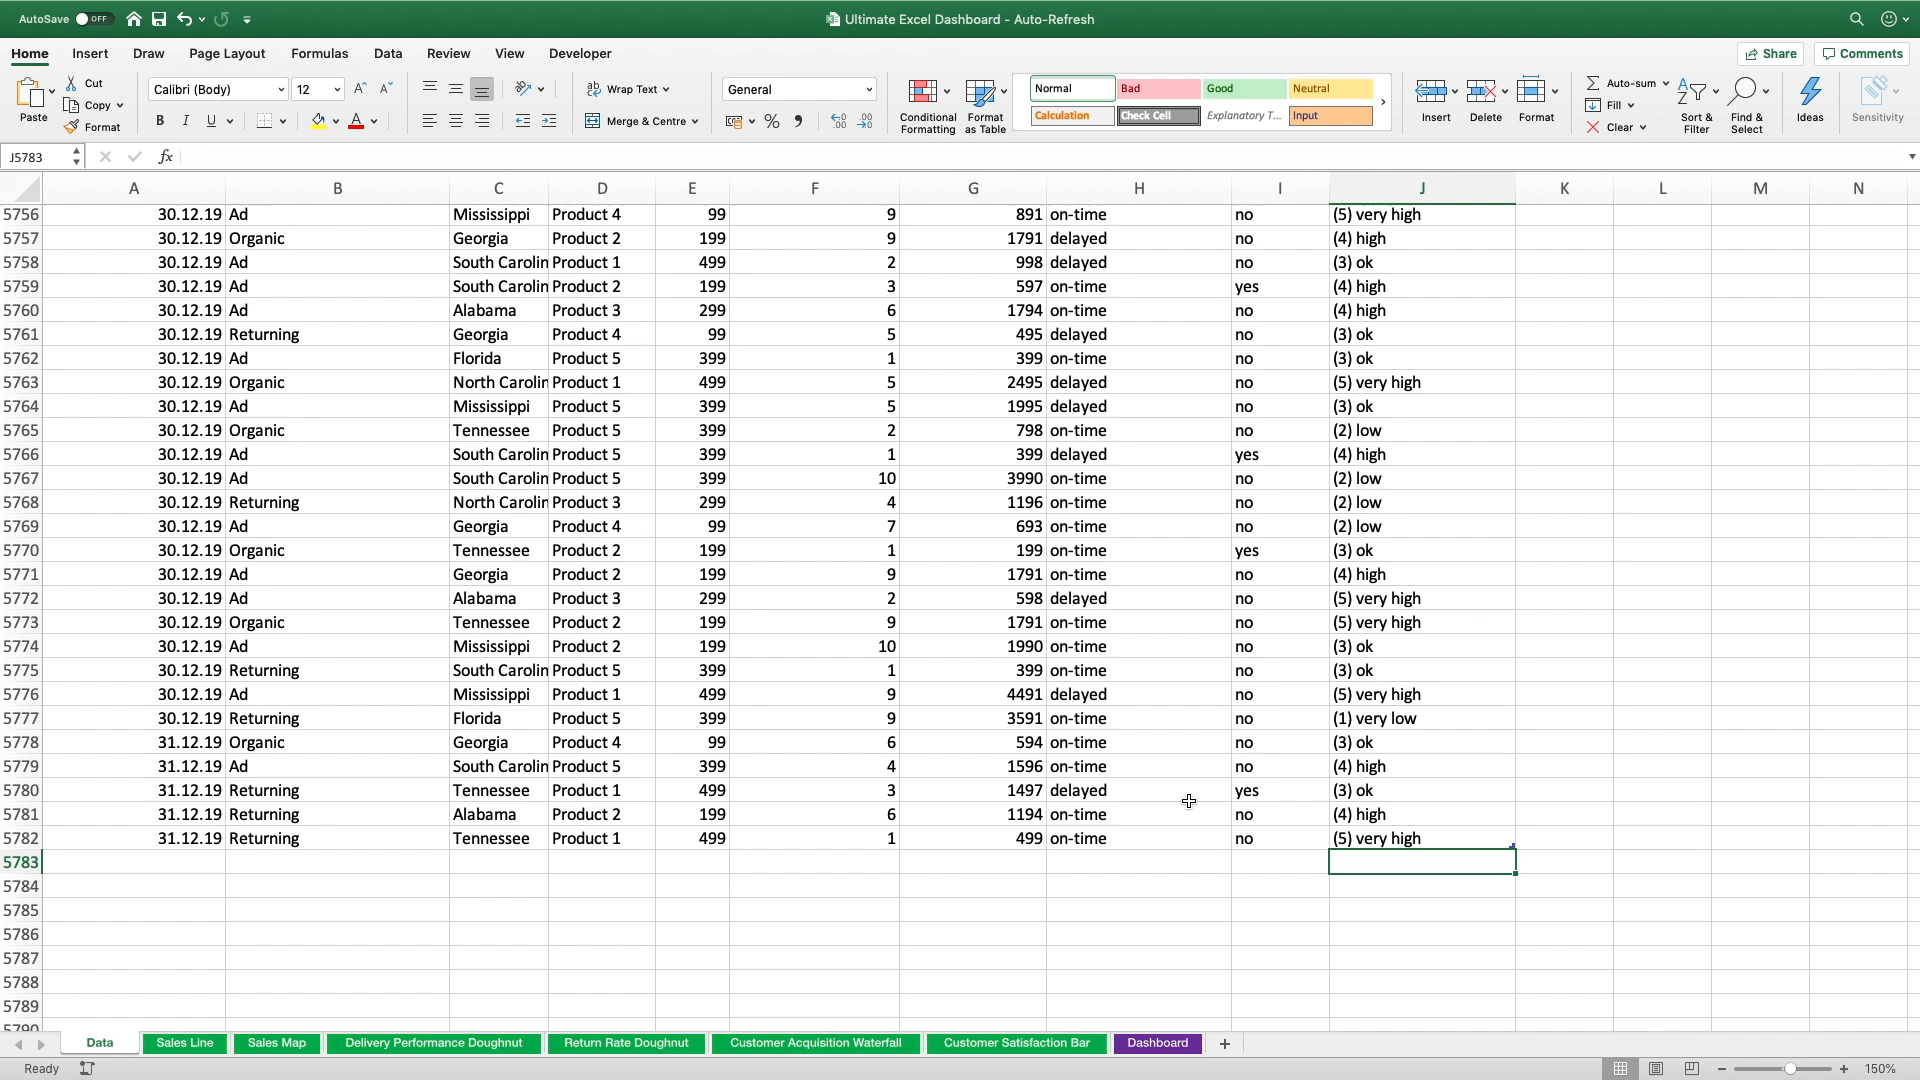 AutoSave OFF Ultimate Excel Dashboard - Auto-Refresh
Home Insert Draw Page Layout Formulas Data Review View Developer Share Comments
Paste Cut Copy Format
Calibri (Body) 12 A^ A
B I U A
Wrap Text
Merge & Centre
General
% ,
Conditional Formatting Format as Table
Normal Bad Good Neutral
Calculation Check Cell Explanatory T... Input
Insert Delete Format
Auto-sum
Fill
Clear
Sort & Filter Find & Select Ideas Sensitivity
J5783 fx
A B C D E F G H I J K L M N
5756 30.12.19 Ad Mississippi Product 4 99 9 891 on-time no (5) very high
5757 30.12.19 Organic Georgia Product 2 199 9 1791 delayed no (4) high
5758 30.12.19 Ad South Carolin Product 1 499 2 998 delayed no (3) ok
5759 30.12.19 Ad South Carolin Product 2 199 3 597 on-time yes (4) high
5760 30.12.19 Ad Alabama Product 3 299 6 1794 on-time no (4) high
5761 30.12.19 Returning Georgia Product 4 99 5 495 delayed no (3) ok
5762 30.12.19 Ad Florida Product 5 399 1 399 on-time no (3) ok
5763 30.12.19 Organic North Carolin Product 1 499 5 2495 delayed no (5) very high
5764 30.12.19 Ad Mississippi Product 5 399 5 1995 delayed no (3) ok
5765 30.12.19 Organic Tennessee Product 5 399 2 798 on-time no (2) low
5766 30.12.19 Ad South Carolin Product 5 399 1 399 delayed yes (4) high
5767 30.12.19 Ad South Carolin Product 5 399 10 3990 on-time no (2) low
5768 30.12.19 Returning North Carolin Product 3 299 4 1196 on-time no (2) low
5769 30.12.19 Ad Georgia Product 4 99 7 693 on-time no (2) low
5770 30.12.19 Organic Tennessee Product 2 199 1 199 on-time yes (3) ok
5771 30.12.19 Ad Georgia Product 2 199 9 1791 on-time no (4) high
5772 30.12.19 Ad Alabama Product 3 299 2 598 delayed no (5) very high
5773 30.12.19 Organic Tennessee Product 2 199 9 1791 on-time no (5) very high
5774 30.12.19 Ad Mississippi Product 2 199 10 1990 on-time no (3) ok
5775 30.12.19 Returning South Carolin Product 5 399 1 399 on-time no (3) ok
5776 30.12.19 Ad Mississippi Product 1 499 9 4491 delayed no (5) very high
5777 30.12.19 Returning Florida Product 5 399 9 3591 on-time no (1) very low
5778 31.12.19 Organic Georgia Product 4 99 6 594 on-time no (3) ok
5779 31.12.19 Ad South Carolin Product 5 399 4 1596 on-time no (4) high
5780 31.12.19 Returning Tennessee Product 1 499 3 1497 delayed yes (3) ok
5781 31.12.19 Returning Alabama Product 2 199 6 1194 on-time no (4) high
5782 31.12.19 Returning Tennessee Product 1 499 1 499 on-time no (5) very high
5783
5784
5785
5786
5787
5788
5789
5790
Data Sales Line Sales Map Delivery Performance Doughnut Return Rate Doughnut Customer Acquisition Waterfall Customer Satisfaction Bar Dashboard +
Ready 150%